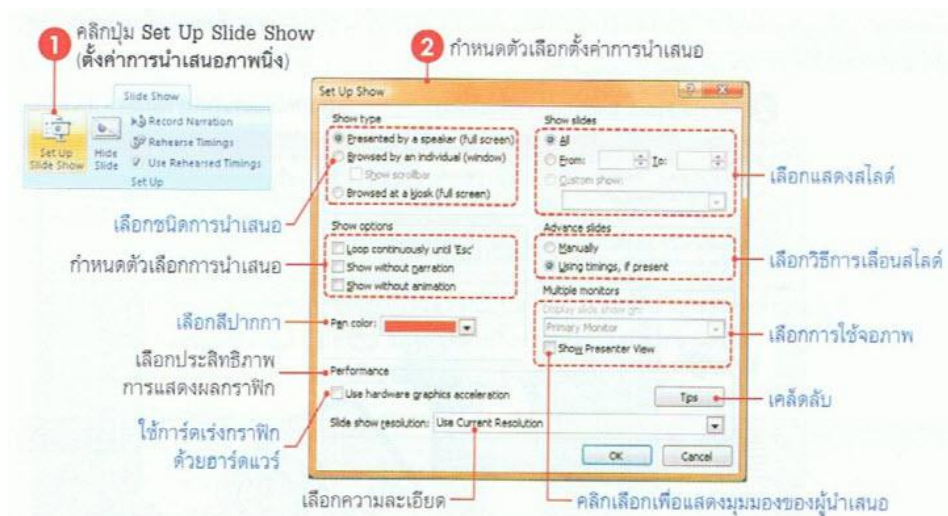 1
คลิกปุ่ม Set Up Slide Show
(ตั้งค่าการนำเสนอภาพนิ่ง)
2 กำหนดตัวเลือกตั้งค่าการนำเสนอ
Slide Show
Set Up
Slide Show
Hide
Slide
Record Narration
Rehearse Timings
Use Rehearsed Timings
Set Up
เลือกชนิดการนำเสนอ
กำหนดตัวเลือกการนำเสนอ
เลือกสีปากกา
เลือกประสิทธิภาพ
การแสดงผลกราฟิก
ใช้การ์ดเร่งกราฟิก
ด้วยฮาร์ดแวร์
เลือกความละเอียด
Set Up Show
Show type
Presented by a speaker (full screen)
Browsed by an individual (window)
Show scrollbar
Browsed at a kiosk (full screen)
Show options
Loop continuously until 'Esc'
Show without narration
Show without animation
Pen color:
Performance
Use hardware graphics acceleration
Slide show resolution: Use Current Resolution
Show slides
All
From: To:
Custom show:
Advance slides
Manually
Using timings, if present
Multiple monitors
Display slide show on:
Primary Monitor
Show Presenter View
Tips
OK Cancel
เลือกแสดงสไลด์
เลือกวิธีการเลื่อนสไลด์
เลือกการใช้จอภาพ
เคล็ดลับ
คลิกเลือกเพื่อแสดงมุมมองของผู้นำเสนอ